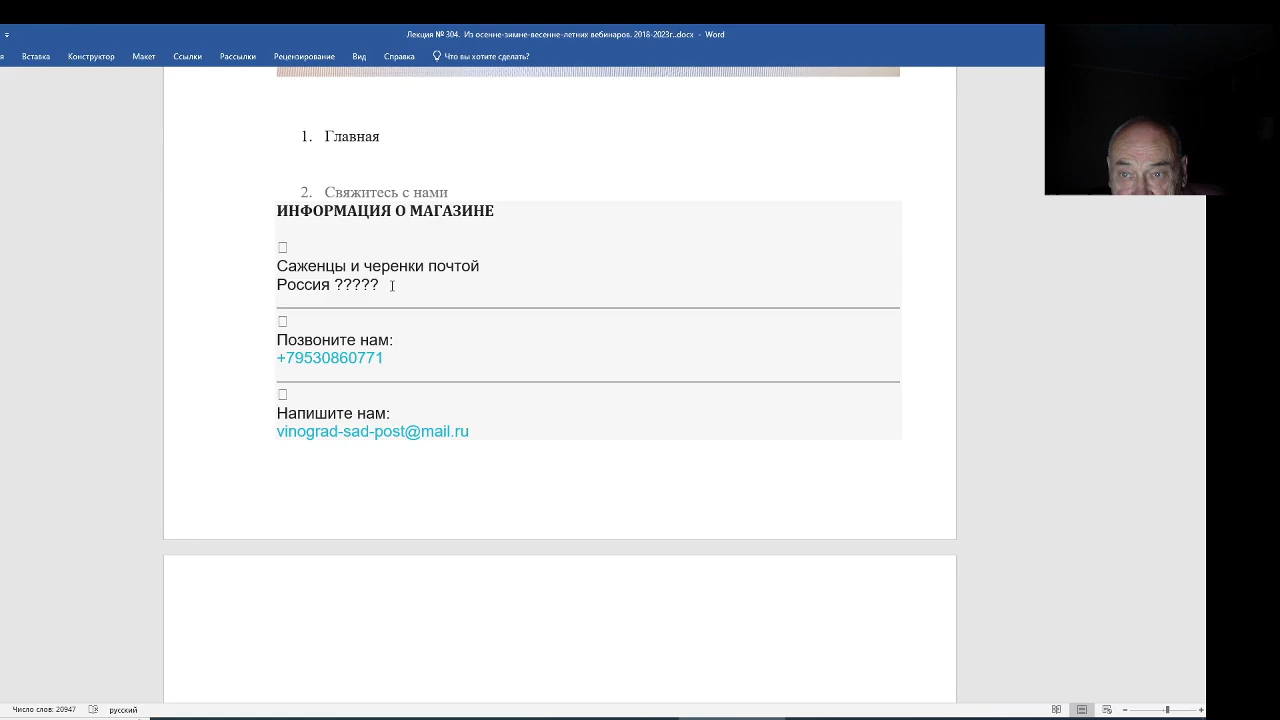 Лекция № 304. Из осенне-зимне-весенне-летних вебинаров. 2018-2023г..docx - Word
я Вставка Конструктор Макет Ссылки Рассылки Рецензирование Вид Справка Что вы хотите сделать?
1. Главная
2. Свяжитесь с нами
ИНФОРМАЦИЯ О МАГАЗИНЕ
Саженцы и черенки почтой
Россия ?????
Позвоните нам:
+79530860771
Напишите нам:
vinograd-sad-post@mail.ru
Число слов: 20947 русский